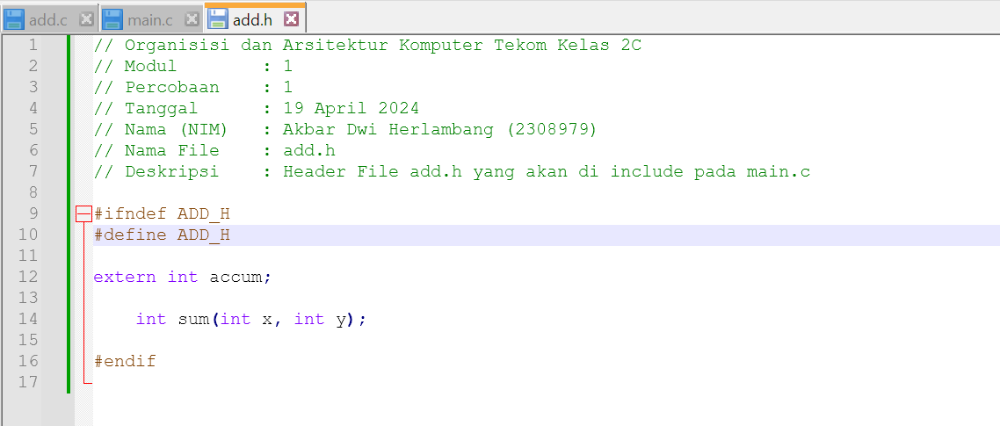 add.c main.c add.h
1 // Organisisi dan Arsitektur Komputer Tekom Kelas 2C
2 // Modul : 1
3 // Percobaan : 1
4 // Tanggal : 19 April 2024
5 // Nama (NIM) : Akbar Dwi Herlambang (2308979)
6 // Nama File : add.h
7 // Deskripsi : Header File add.h yang akan di include pada main.c
8
9 #ifndef ADD_H
10 #define ADD_H
11
12 extern int accum;
13
14 int sum(int x, int y);
15
16 #endif
17